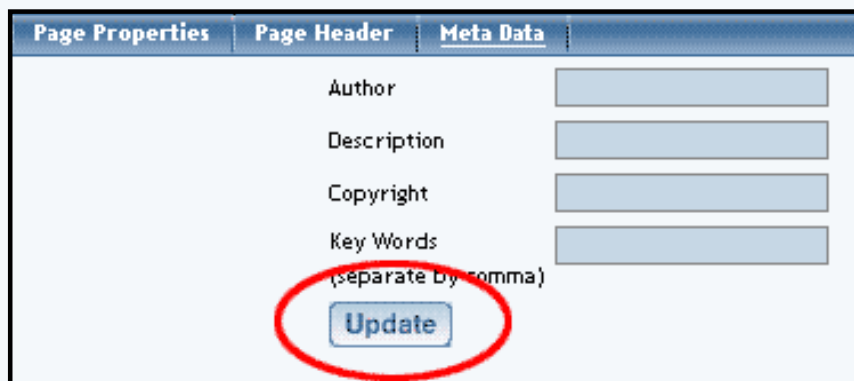 Page Properties Page Header Meta Data
Author
Description
Copyright
Key Words
(separate by comma)
Update